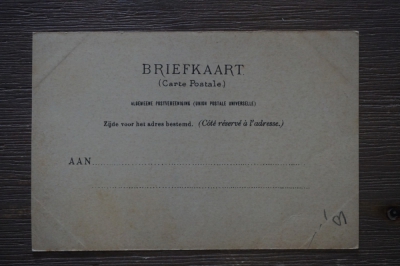 BRIEFKAART
(Carte Postale)
ALGEMEENE POSTVEREENIGING (UNION POSTALE UNIVERSELLE)
Zijde voor het adres bestemd. (Côté réservé à l'adresse.)
AAN